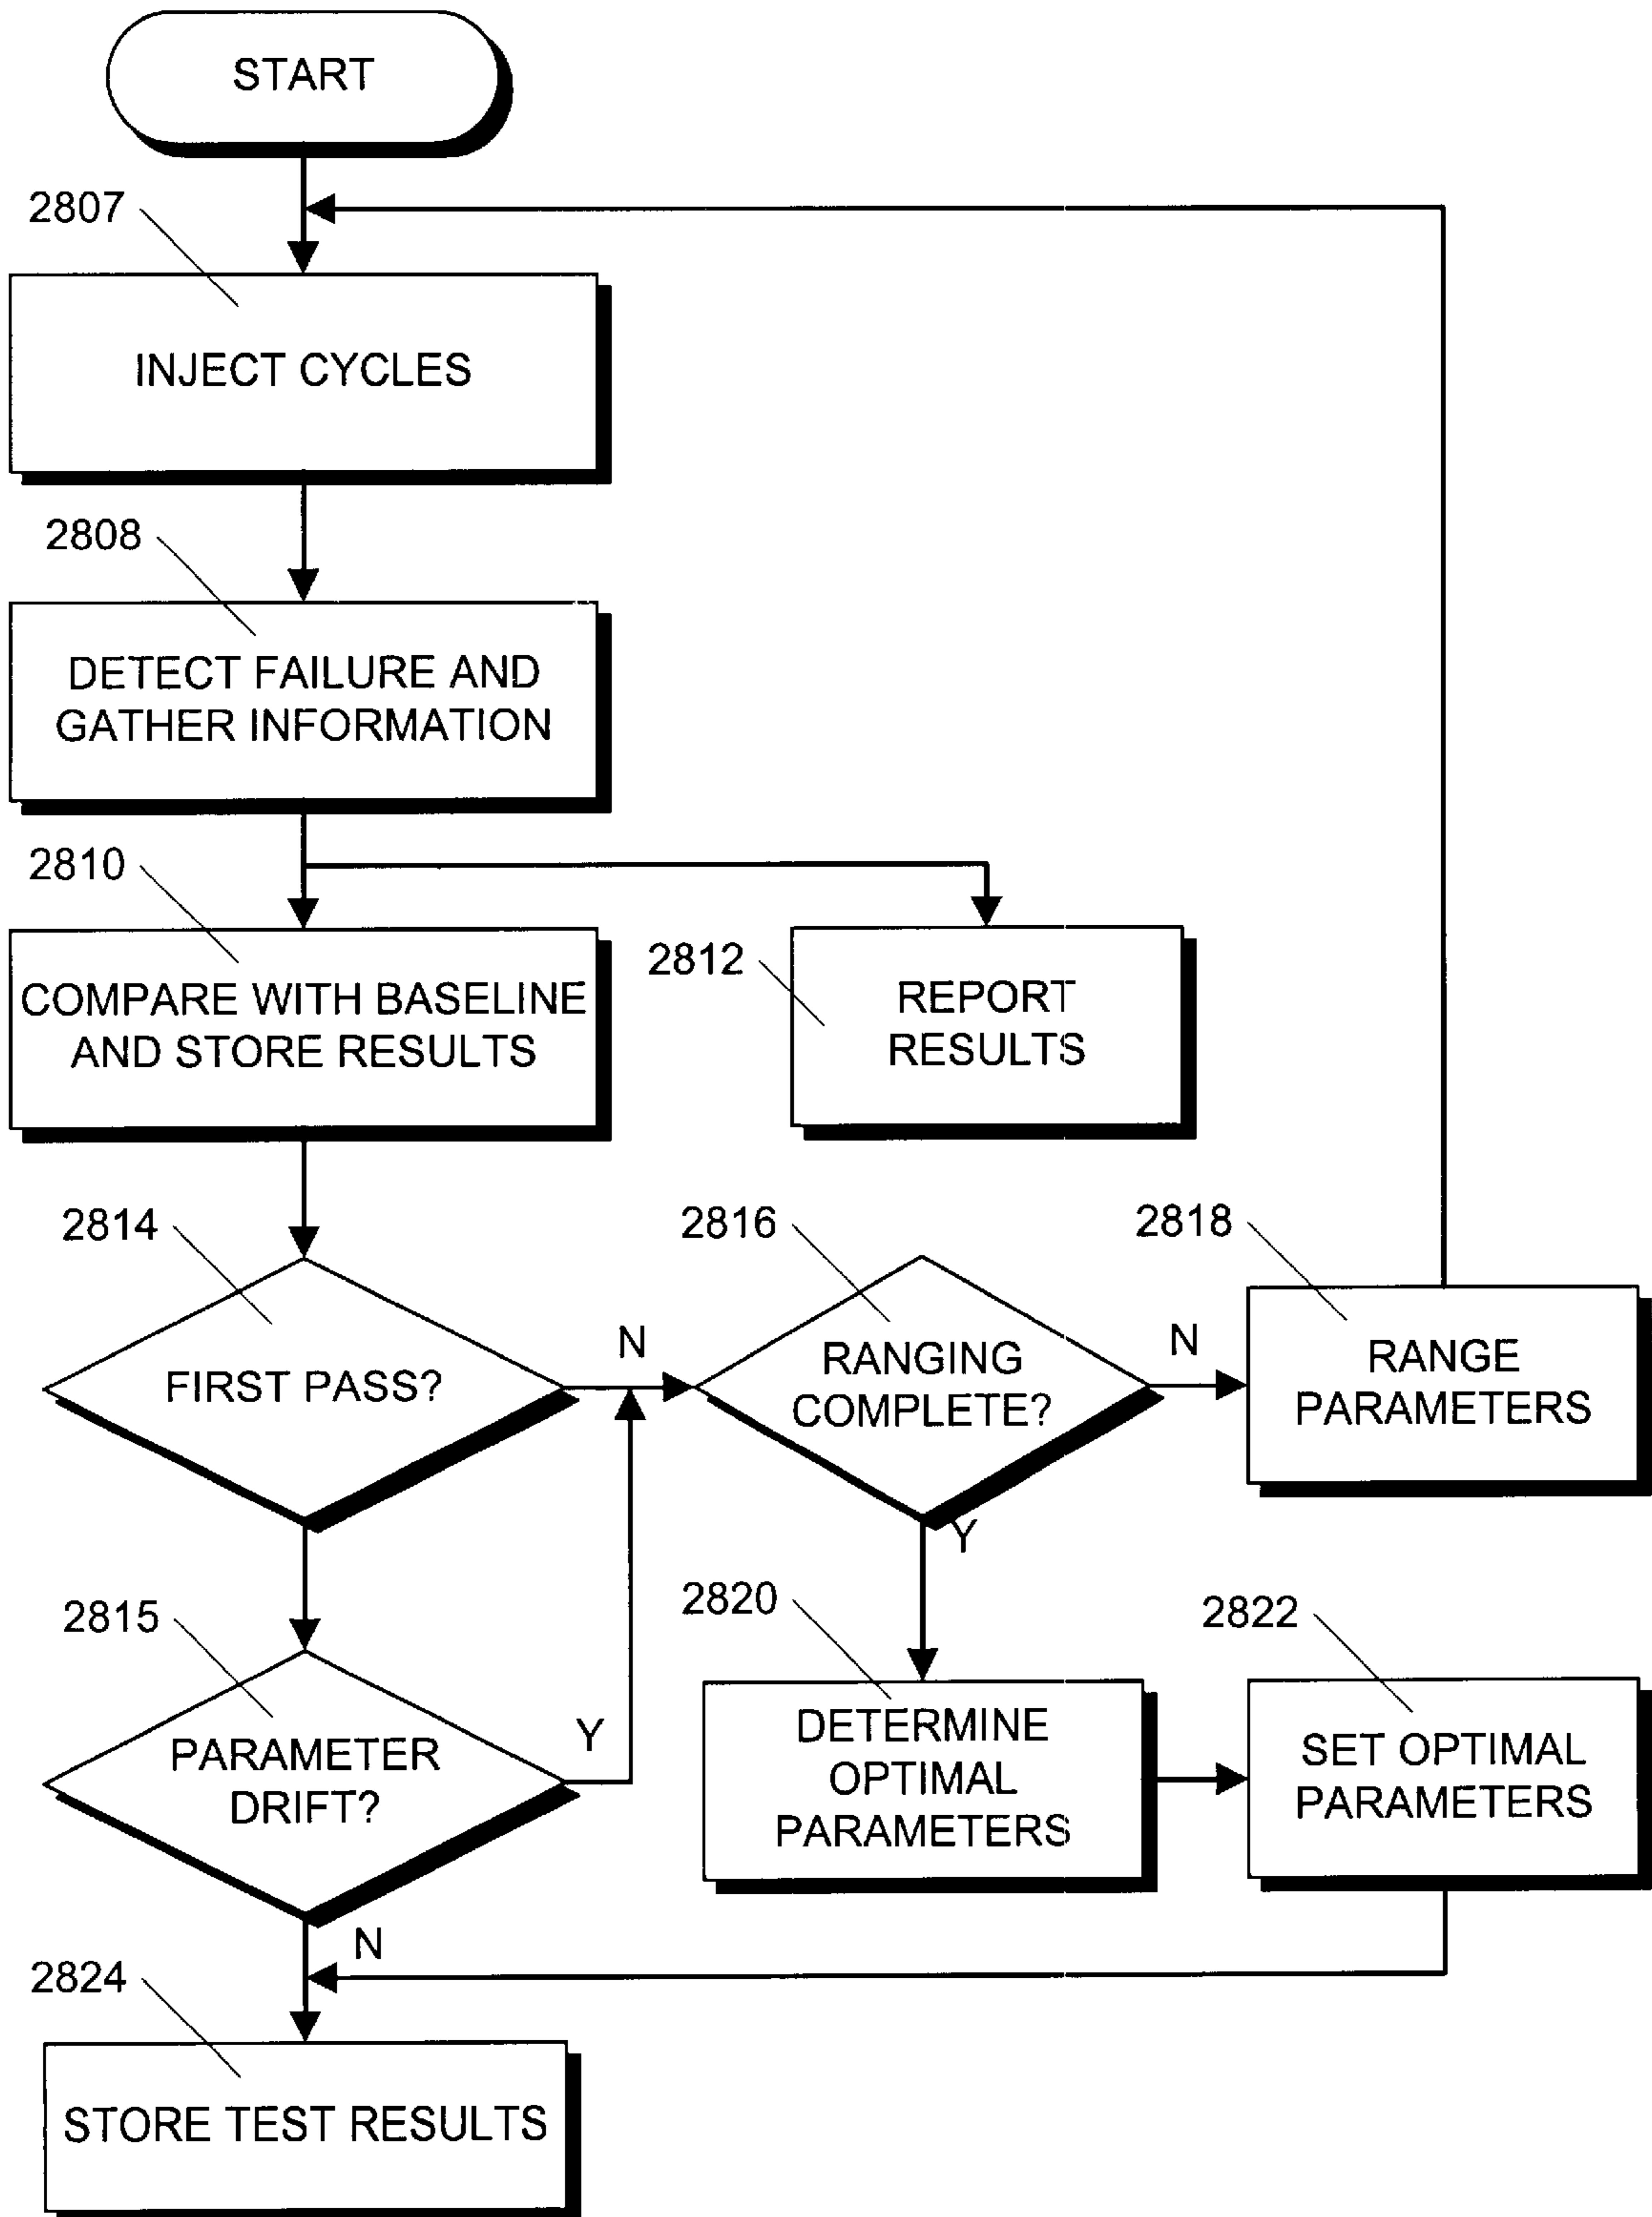 START
2807
INJECT CYCLES
2808
DETECT FAILURE AND
GATHER INFORMATION
2810
COMPARE WITH BASELINE
AND STORE RESULTS
2812
REPORT
RESULTS
2814
FIRST PASS?
N
2816
RANGING
COMPLETE?
N
Y
2818
RANGE
PARAMETERS
2815
PARAMETER
DRIFT?
Y
N
2820
DETERMINE
OPTIMAL
PARAMETERS
2822
SET OPTIMAL
PARAMETERS
2824
STORE TEST RESULTS